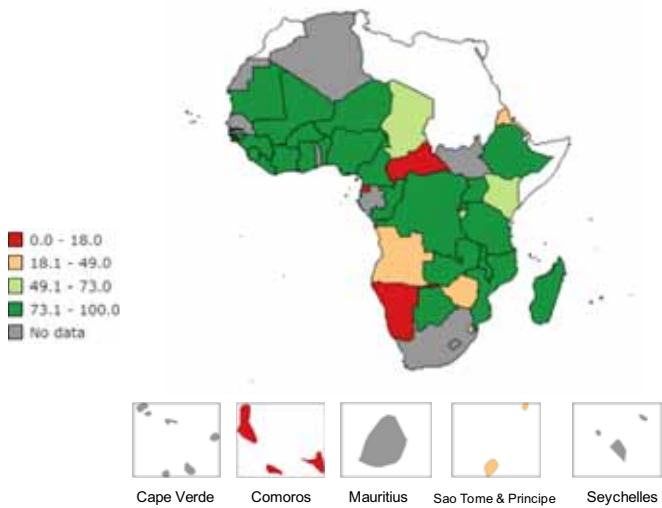 0.0 - 18.0
18.1 - 49.0
49.1 - 73.0
73.1 - 100.0
No data
Cape Verde
Comoros
Mauritius
Sao Tome & Principe
Seychelles